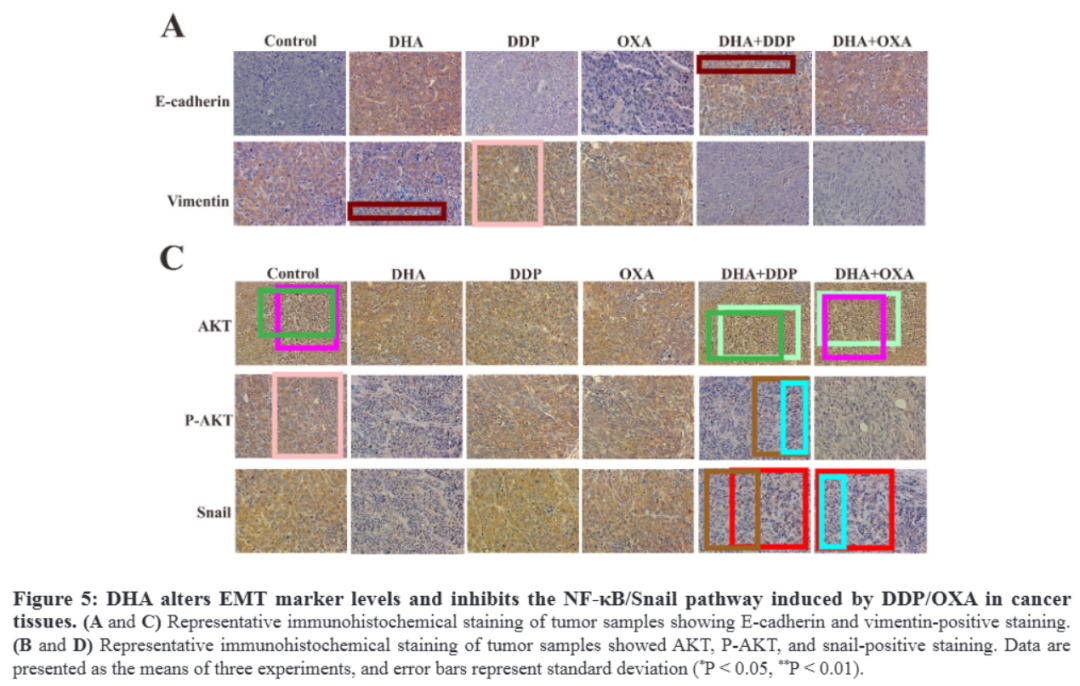 A
Control DHA DDP OXA DHA+DDP DHA+OXA
E-cadherin
Vimentin
C
Control DHA DDP OXA DHA+DDP DHA+OXA
AKT
P-AKT
Snail
Figure 5: DHA alters EMT marker levels and inhibits the NF-κB/Snail pathway induced by DDP/OXA in cancer
tissues. (A and C) Representative immunohistochemical staining of tumor samples showing E-cadherin and vimentin-positive staining.
(B and D) Representative immunohistochemical staining of tumor samples showed AKT, P-AKT, and snail-positive staining. Data are
presented as the means of three experiments, and error bars represent standard deviation (*P < 0.05, **P < 0.01).